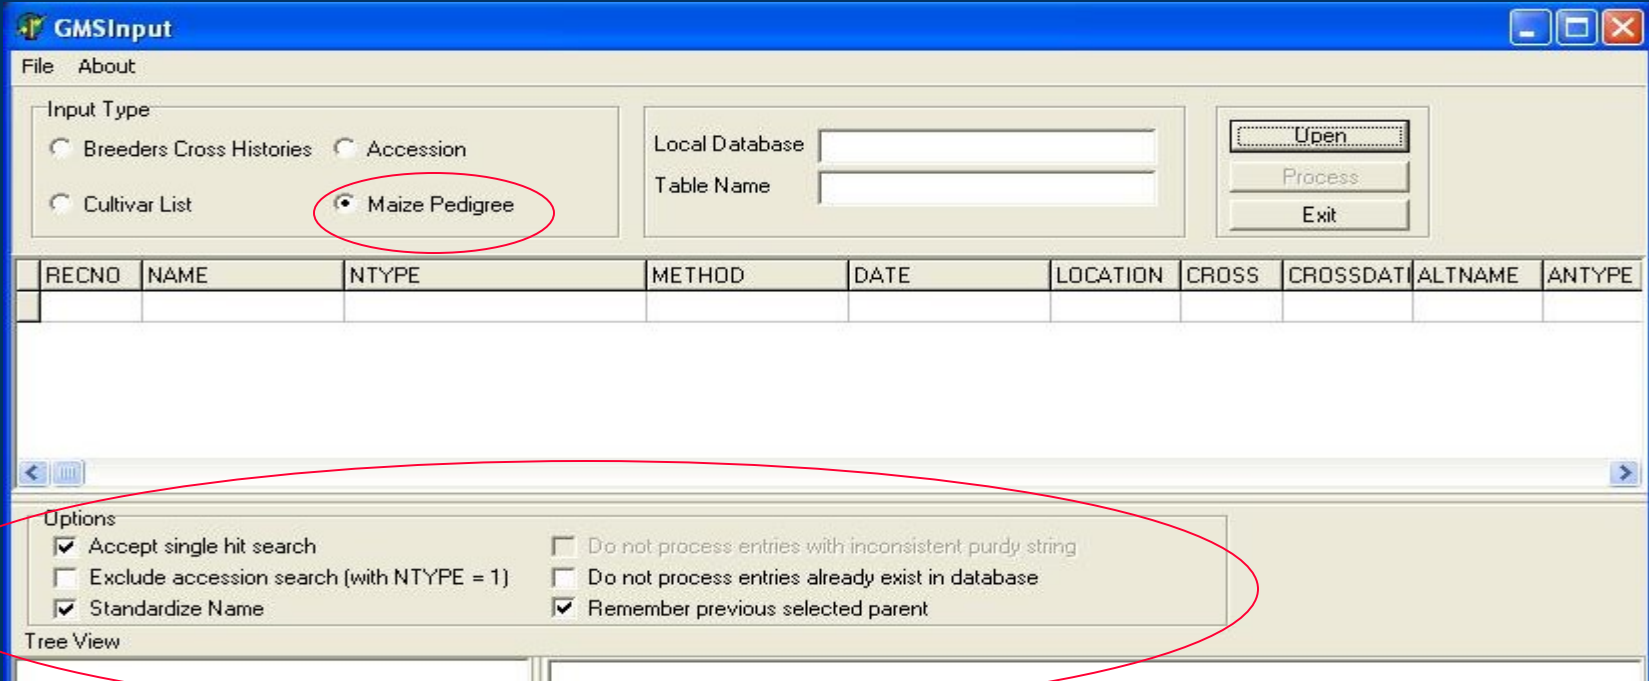 GMSInput
File About
Input Type
Breeders Cross Histories Accession
Cultivar List Maize Pedigree
Local Database
Table Name
Open
Process
Exit
RECNO NAME NTYPE METHOD DATE LOCATION CROSS CROSSDATI ALTNAME ANTYPE
Options
Accept single hit search Do not process entries with inconsistent purdy string
Exclude accession search (with NTYPE = 1) Do not process entries already exist in database
Standardize Name Remember previous selected parent
Tree View